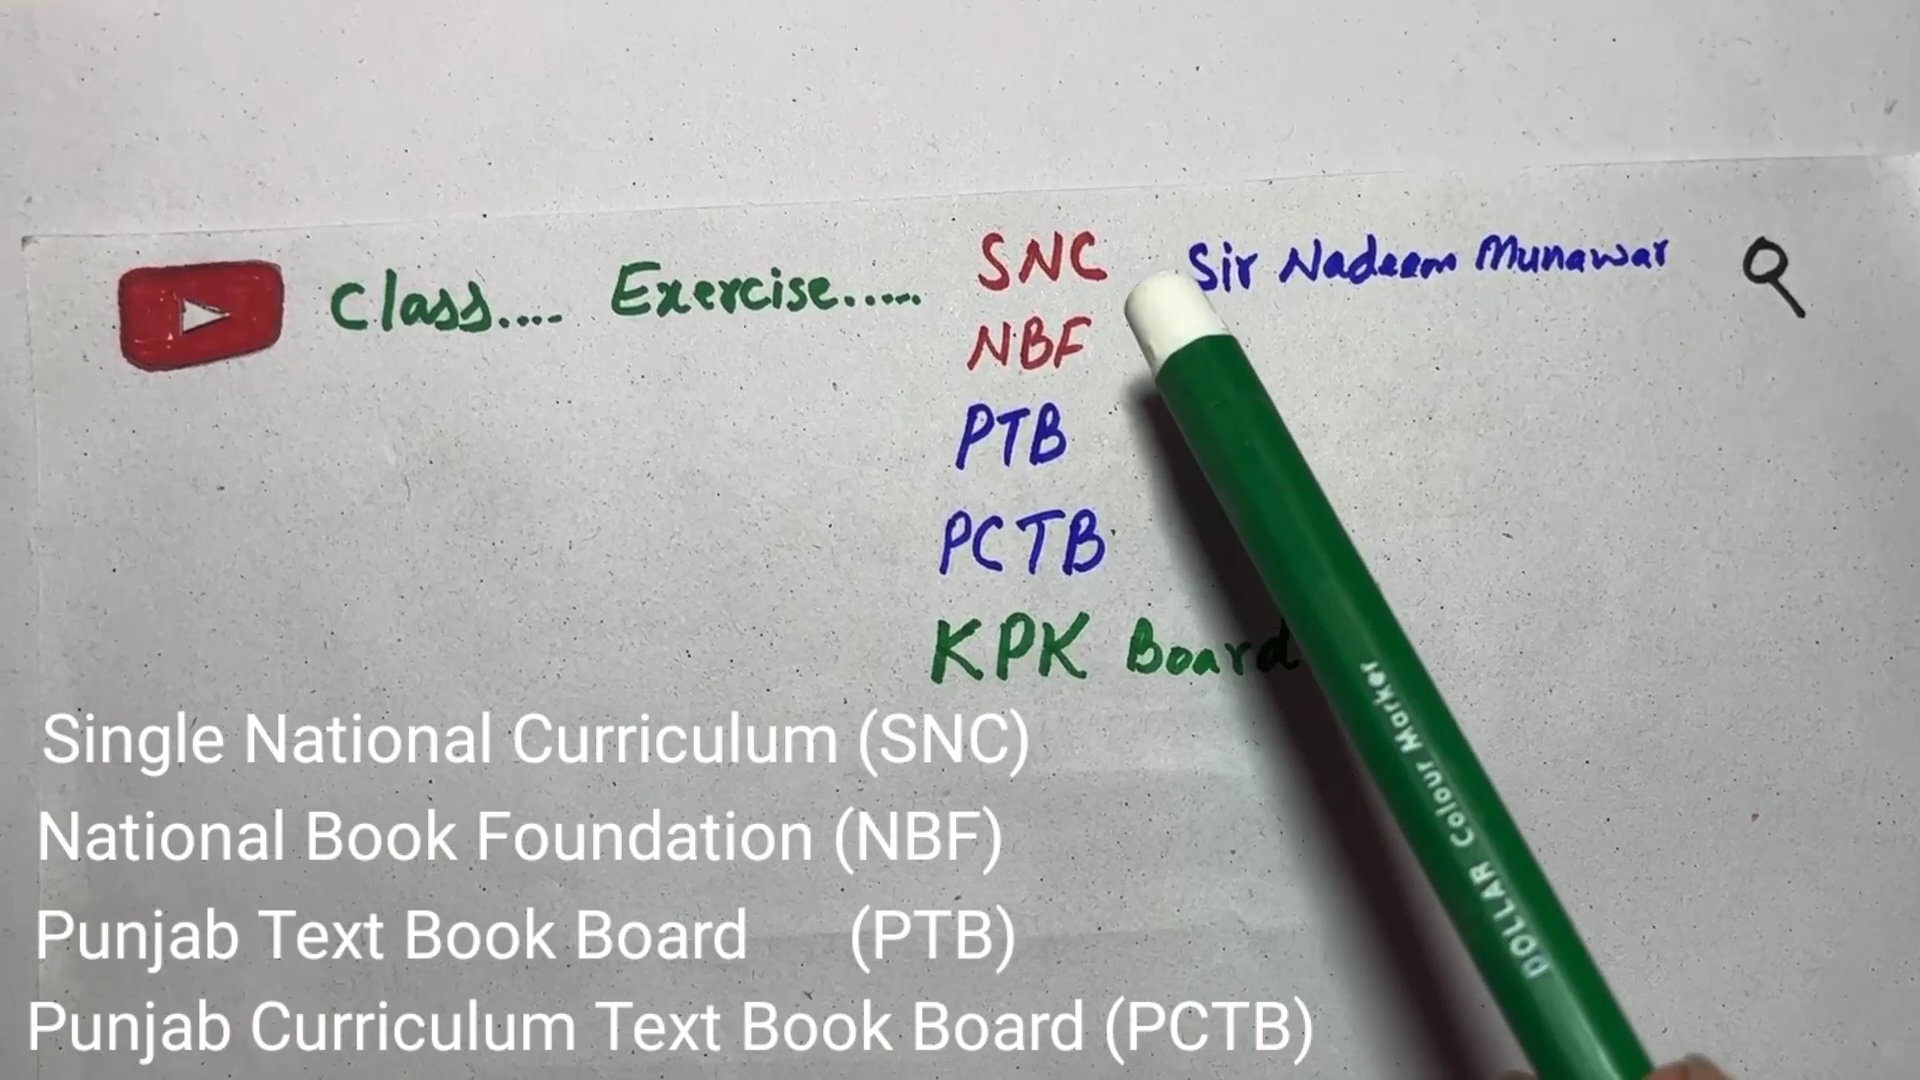 Class.... Exercise..... SNC Sir Nadeem Munawar
NBF
PTB
PCTB
KPK Board
DOLLAR Colour Marker
Single National Curriculum (SNC)
National Book Foundation (NBF)
Punjab Text Book Board (PTB)
Punjab Curriculum Text Book Board (PCTB)